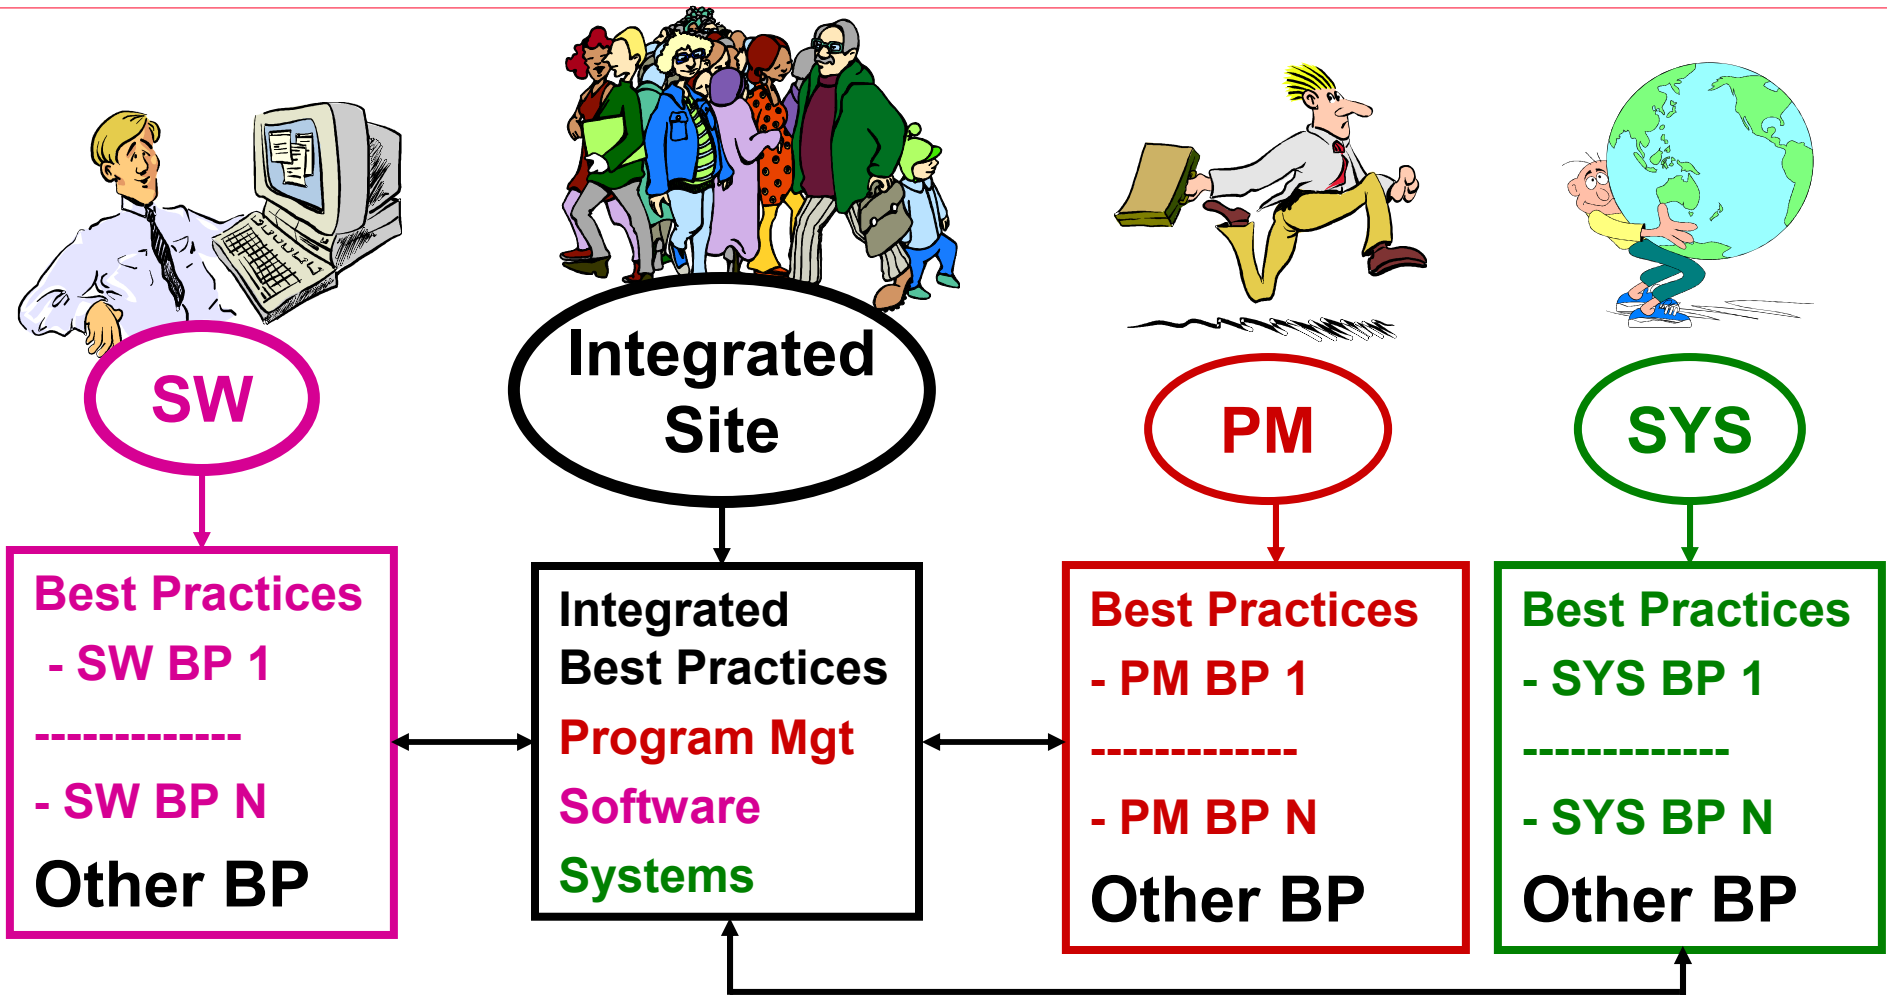 SW
Integrated
Site
PM
SYS
Best Practices
- SW BP 1
-------------
- SW BP N
Other BP
Integrated
Best Practices
Program Mgt
Software
Systems
Best Practices
- PM BP 1
-------------
- PM BP N
Other BP
Best Practices
- SYS BP 1
-------------
- SYS BP N
Other BP